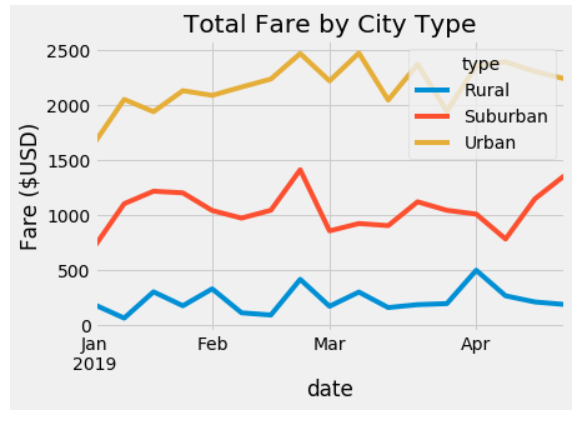 Total Fare by City Type
Fare ($USD)
2500
2000
1500
1000
500
0
type
Rural
Suburban
Urban
Jan
2019
Feb
Mar
Apr
date